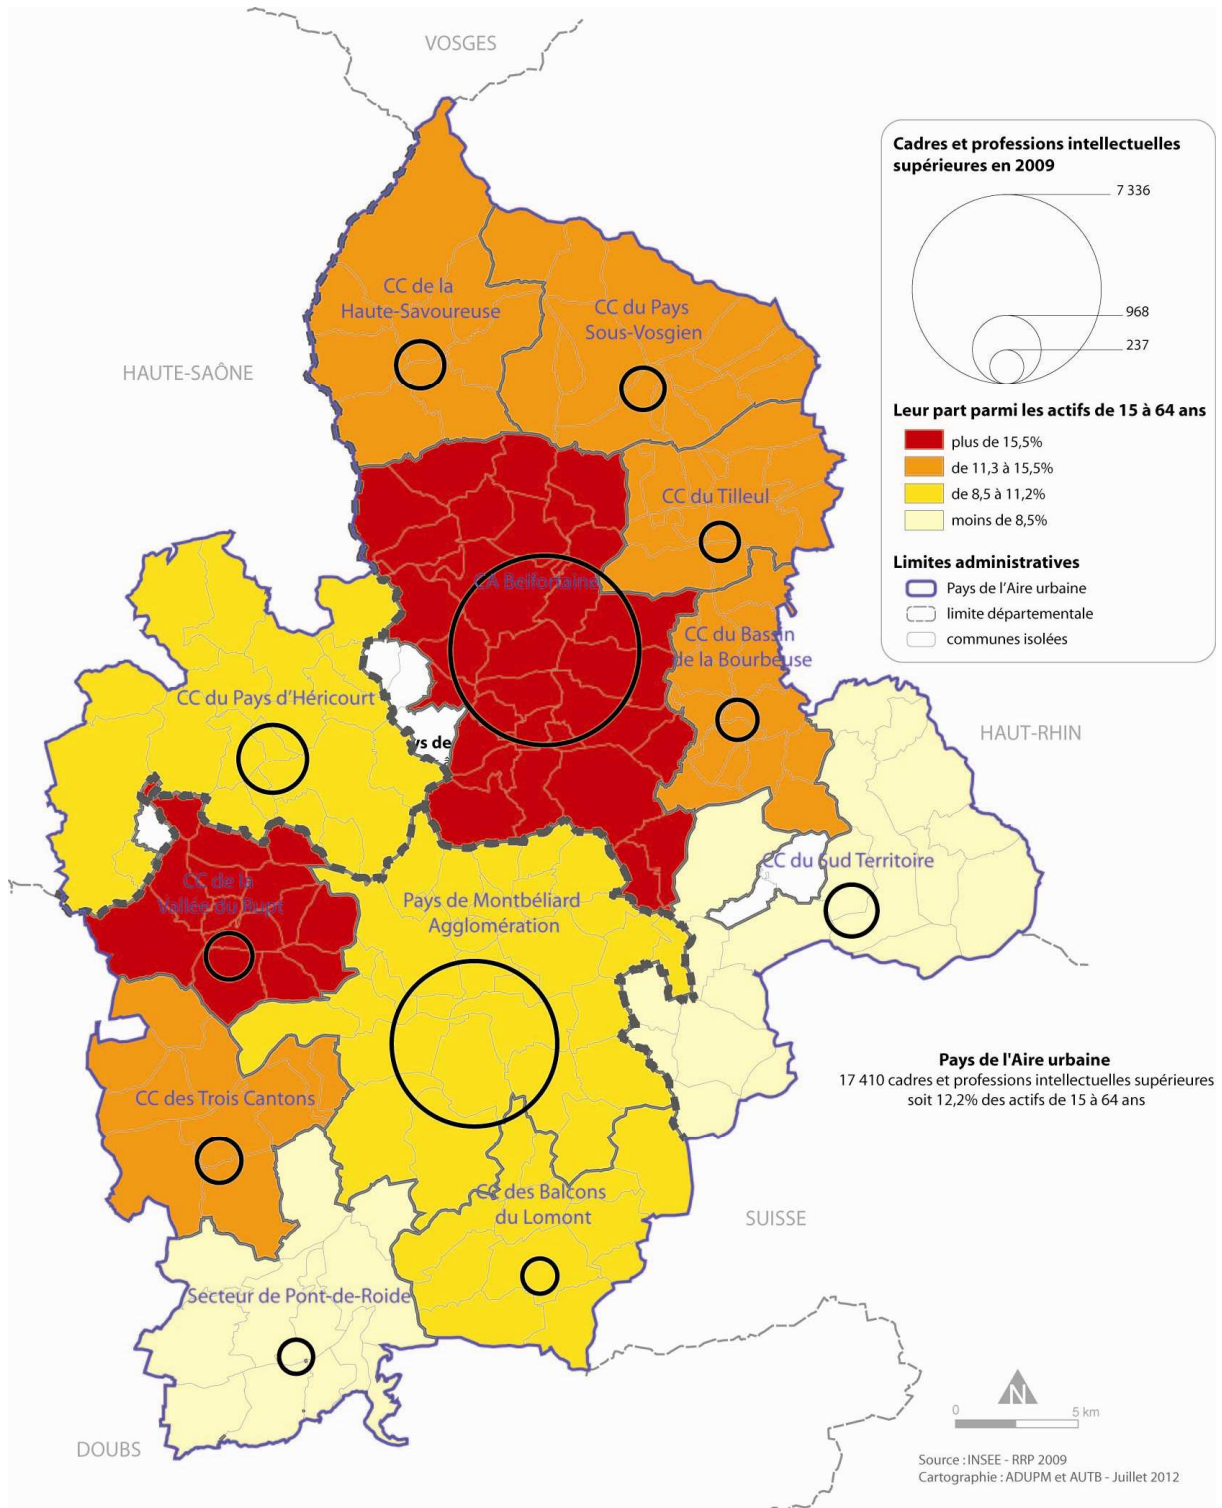 VOSGES
HAUTE-SAÔNE
CC de la
Haute-Savoureuse
CC du Pays
Sous-Vosgien
CC du Tilleul
CA Belfortaine
CC du Bassin
de la Bourbeuse
CC du Pays d'Héricourt
ys de
HAUT-RHIN
CC du Sud Territoire
CC de la
Vallée du Rupt
Pays de Montbéliard
Agglomération
CC des Trois Cantons
CC des Balcons
du Lomont
SUISSE
Secteur de Pont-de-Roide
DOUBS
Cadres et professions intellectuelles
supérieures en 2009
7 336
968
237
Leur part parmi les actifs de 15 à 64 ans
plus de 15,5%
de 11,3 à 15,5%
de 8,5 à 11,2%
moins de 8,5%
Limites administratives
Pays de l'Aire urbaine
limite départementale
communes isolées
Pays de l'Aire urbaine
17 410 cadres et professions intellectuelles supérieures
soit 12,2% des actifs de 15 à 64 ans
N
0 5 km
Source : INSEE - RRP 2009
Cartographie : ADUPM et AUTB - Juillet 2012